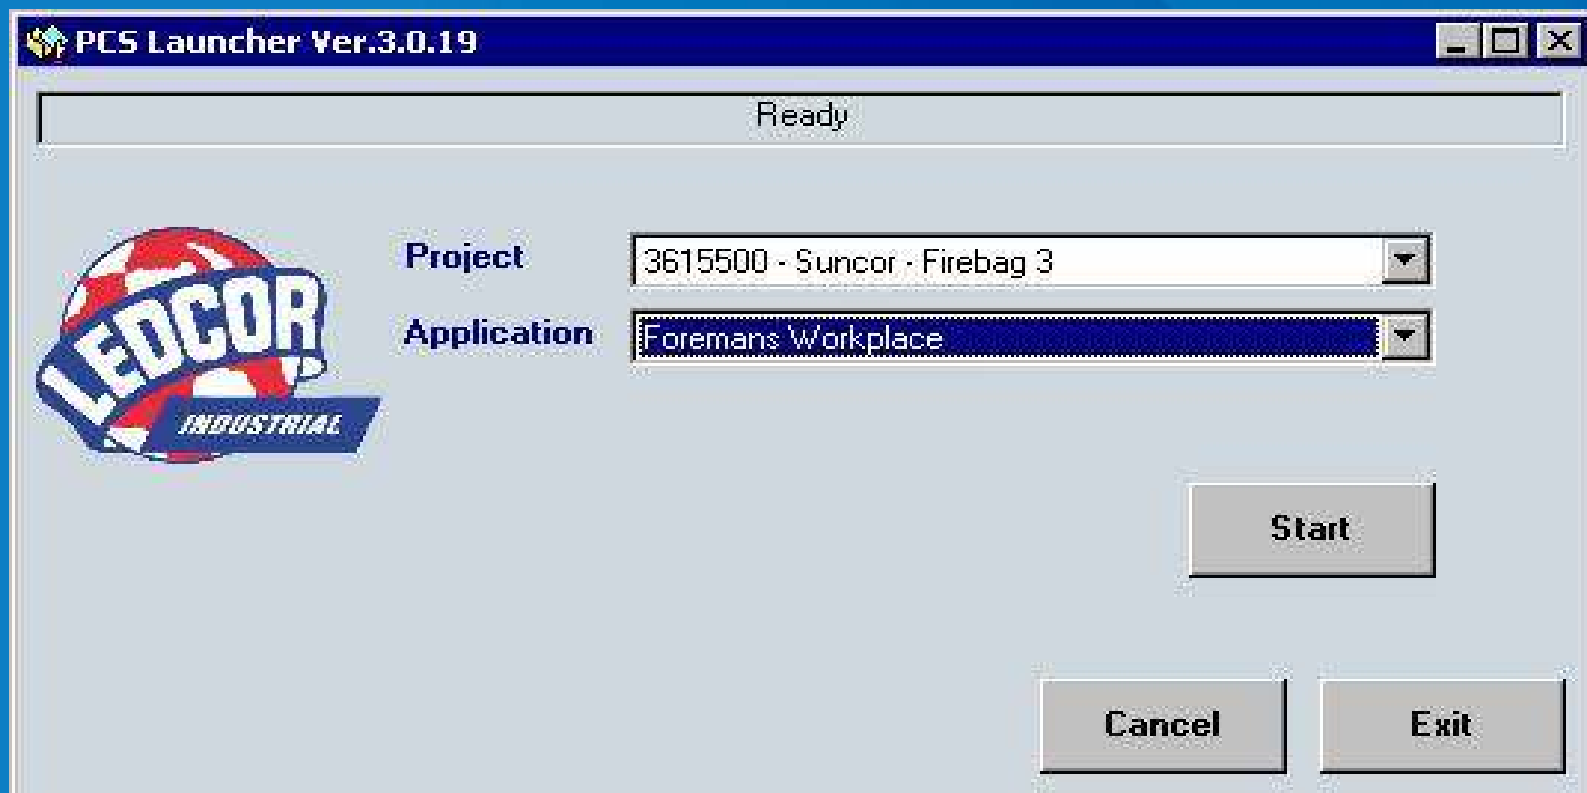 PCS Launcher Ver.3.0.19
Ready
Project
3615500 - Suncor - Firebag 3
Application
Foremans Workplace
LEDCOR
INDUSTRIAL
Start
Cancel
Exit